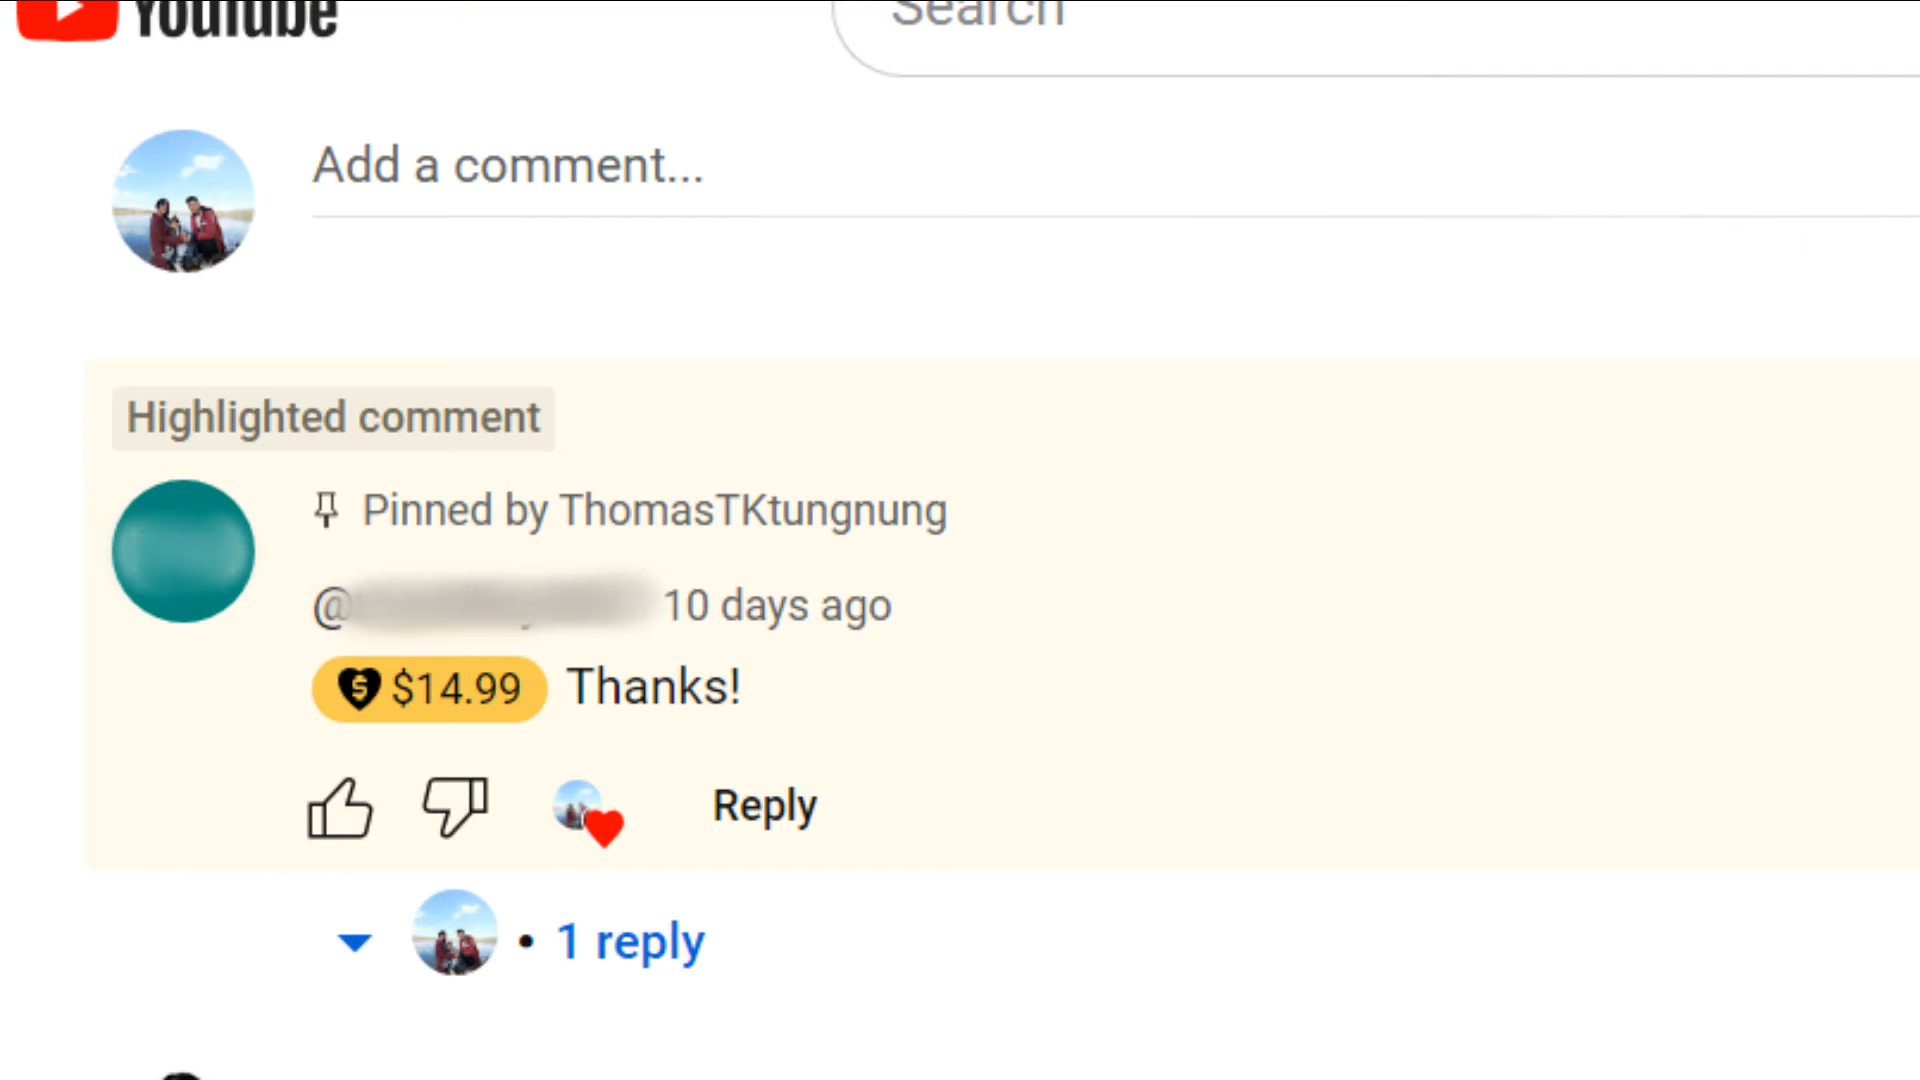 YouTube
Search
Add a comment...
Highlighted comment
Pinned by ThomasTKtungnung
@ 10 days ago
$14.99 Thanks!
Reply
• 1 reply